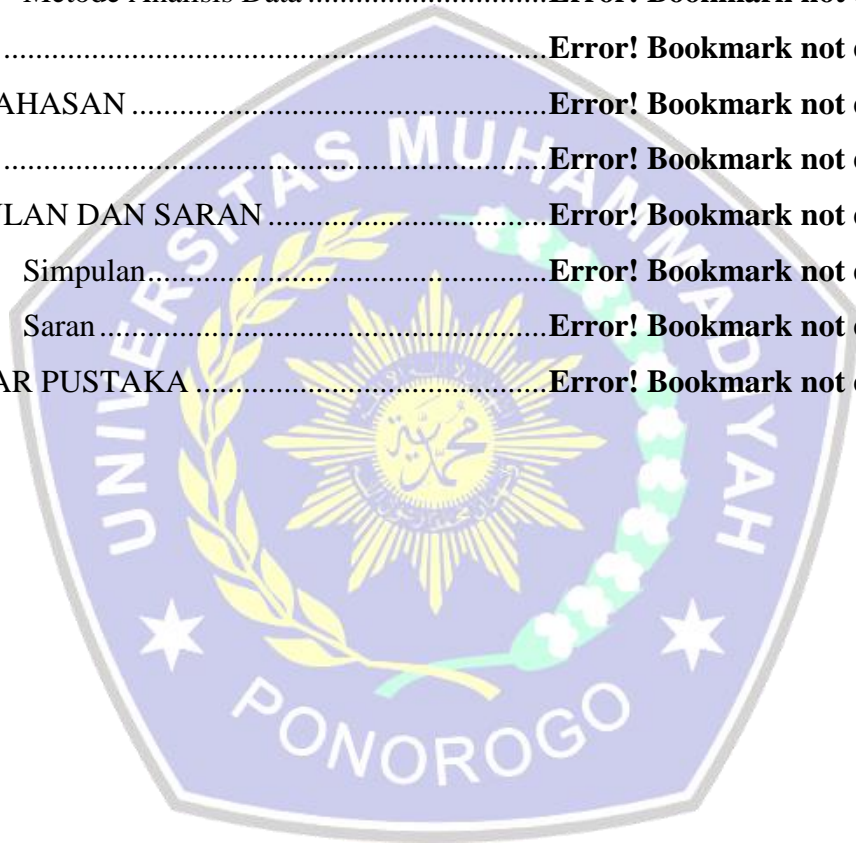 Metode Analisis Data ................................ Error! Bookmark not
........................................................................ Error! Bookmark not
AHASAN ........................................................ Error! Bookmark not
........................................................................ Error! Bookmark not
LAN DAN SARAN ..................................... Error! Bookmark not
Simpulan ..................................................... Error! Bookmark not
Saran ........................................................... Error! Bookmark not
AR PUSTAKA ............................................... Error! Bookmark not
UNIVERSITAS MUHAMMADIYAH
PONOROGO
محمدية